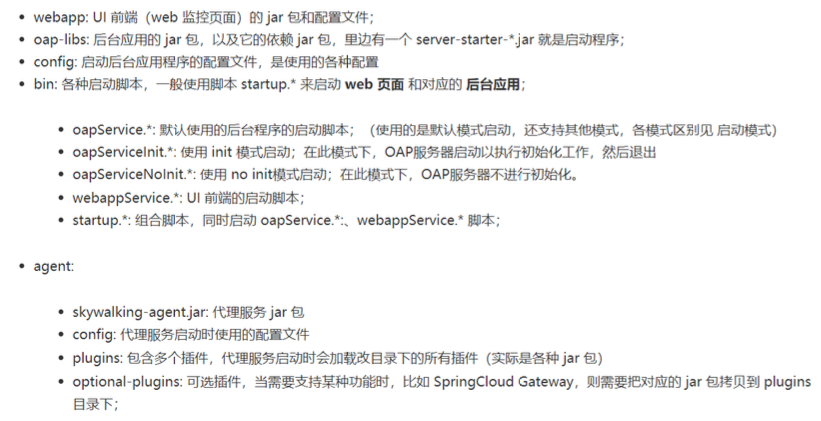 webapp: UI 前端（web 监控页面）的 jar 包和配置文件；
oap-libs: 后台应用的 jar 包，以及它的依赖 jar 包，里边有一个 server-starter-*.jar 就是启动程序；
config: 启动后台应用程序的配置文件，是使用的各种配置
bin: 各种启动脚本，一般使用脚本 startup.* 来启动 web 页面 和对应的 后台应用；
oapService.*: 默认使用的后台程序的启动脚本；（使用的是默认模式启动，还支持其他模式，各模式区别见 启动模式）
oapServiceInit.*: 使用 init 模式启动；在此模式下，OAP服务器启动以执行初始化工作，然后退出
oapServiceNoInit.*: 使用 no init模式启动；在此模式下，OAP服务器不进行初始化。
webappService.*: UI 前端的启动脚本；
startup.*: 组合脚本，同时启动 oapService.*:、webappService.* 脚本；
agent:
skywalking-agent.jar: 代理服务 jar 包
config: 代理服务启动时使用的配置文件
plugins: 包含多个插件，代理服务启动时会加载改目录下的所有插件（实际是各种 jar 包）
optional-plugins: 可选插件，当需要支持某种功能时，比如 SpringCloud Gateway，则需要把对应的 jar 包拷贝到 plugins
目录下；